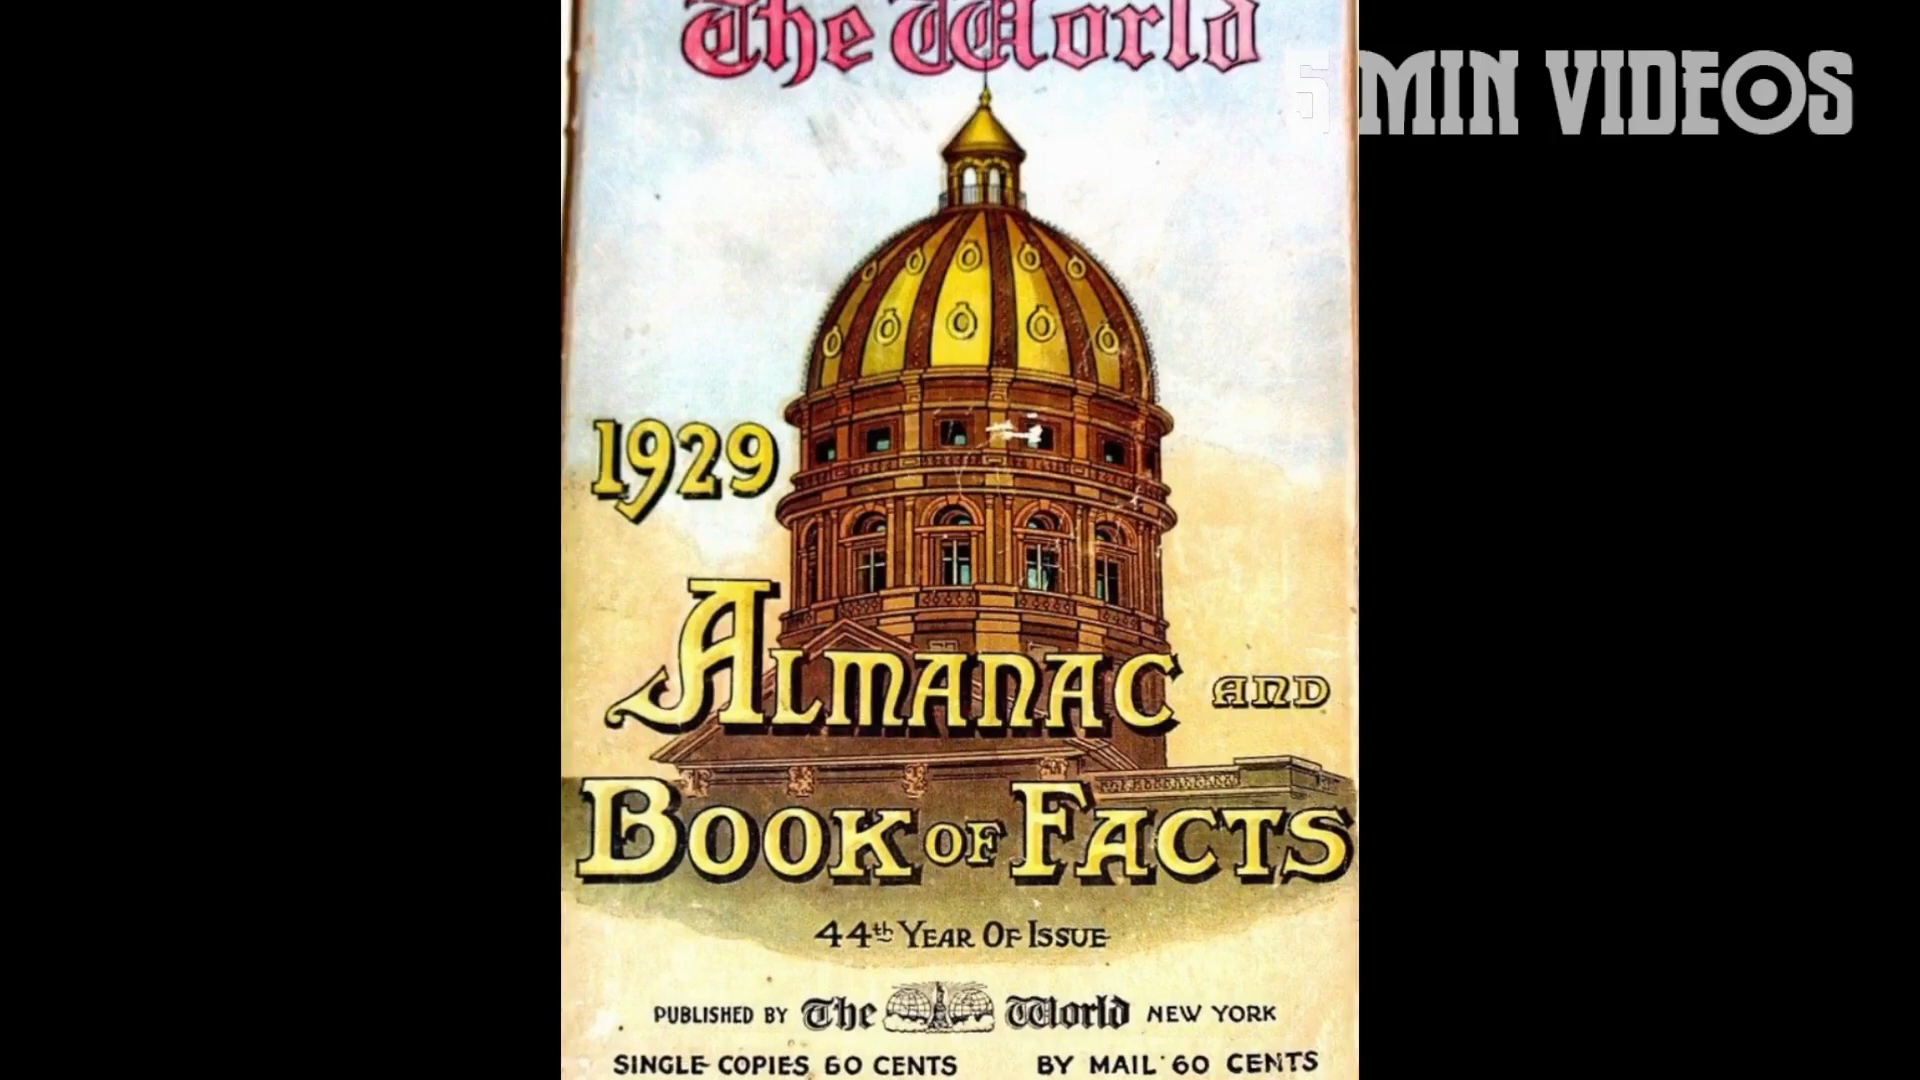 The World
5 MIN VIDEOS
1929
ALMANAC AND
BOOK OF FACTS
44th YEAR OF ISSUE
PUBLISHED BY The World NEW YORK
SINGLE COPIES 60 CENTS BY MAIL 60 CENTS